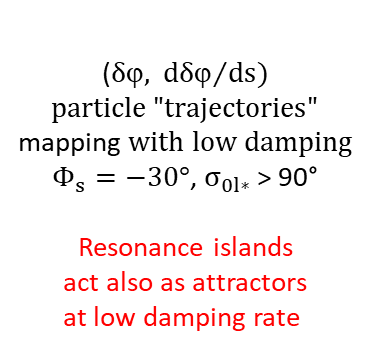 (δφ, dδφ/ds)
particle "trajectories"
mapping with low damping
Φₛ = −30°, σ₀ₗ* > 90°
Resonance islands
act also as attractors
at low damping rate